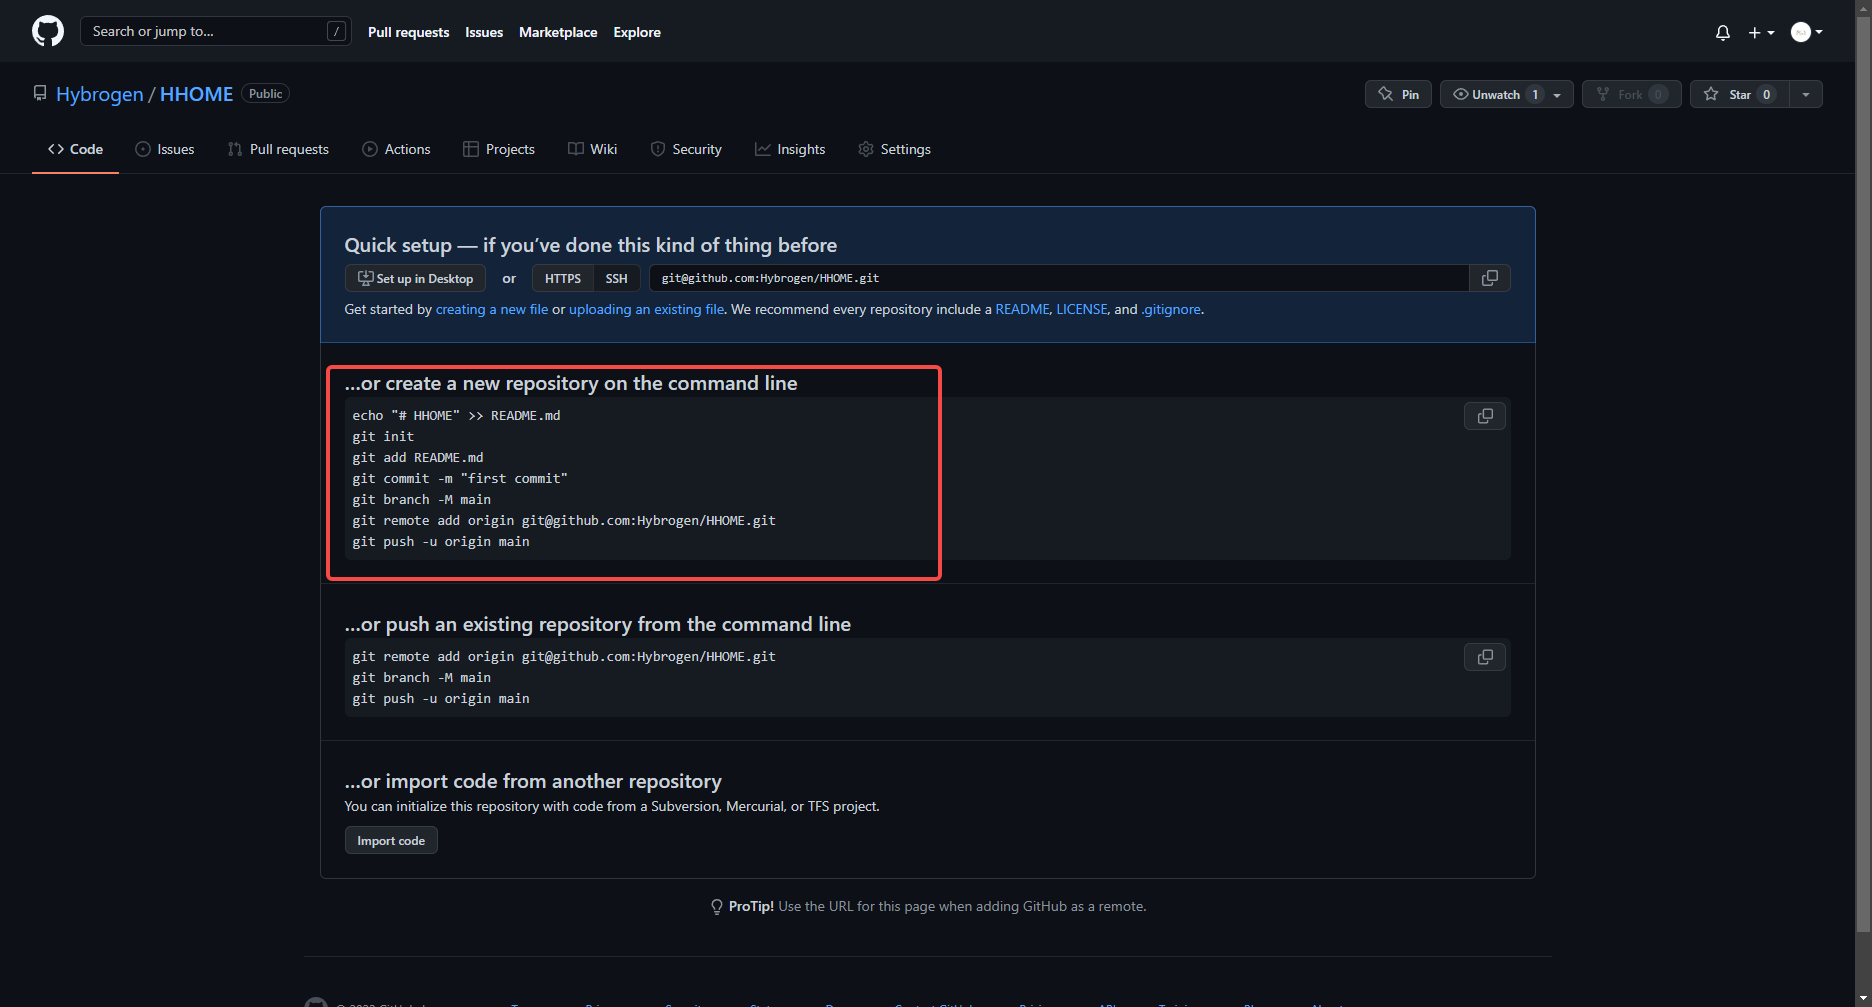 Search or jump to... /
Pull requests Issues Marketplace Explore
Hybrogen / HHOME Public
Pin Unwatch 1 Fork 0 Star 0
Code Issues Pull requests Actions Projects Wiki Security Insights Settings
Quick setup — if you’ve done this kind of thing before
Set up in Desktop or HTTPS SSH git@github.com:Hybrogen/HHOME.git
Get started by creating a new file or uploading an existing file. We recommend every repository include a README, LICENSE, and .gitignore.
…or create a new repository on the command line
echo "# HHOME" >> README.md
git init
git add README.md
git commit -m "first commit"
git branch -M main
git remote add origin git@github.com:Hybrogen/HHOME.git
git push -u origin main
…or push an existing repository from the command line
git remote add origin git@github.com:Hybrogen/HHOME.git
git branch -M main
git push -u origin main
…or import code from another repository
You can initialize this repository with code from a Subversion, Mercurial, or TFS project.
Import code
ProTip! Use the URL for this page when adding GitHub as a remote.